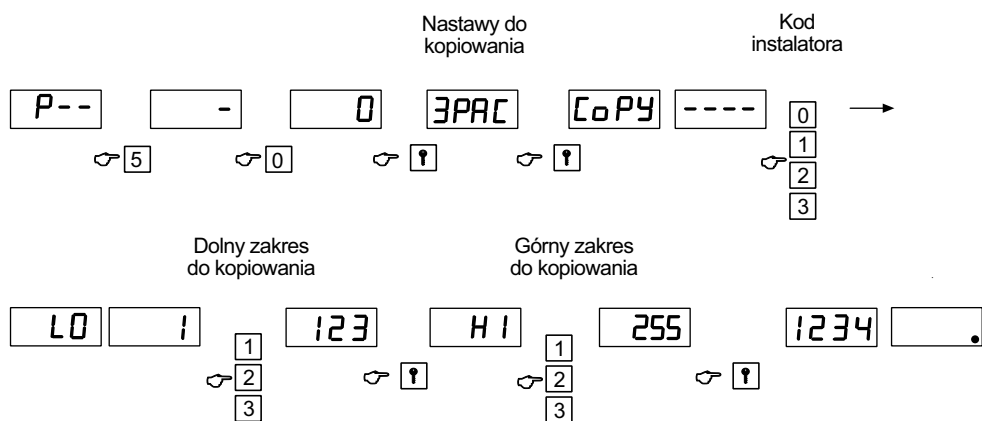 Nastawy do
kopiowania
Kod
instalatora
P-- - 0 3PAC CoPY ----
5 0
0
1
2
3
Dolny zakres
do kopiowania
Górny zakres
do kopiowania
LO 1 123 HI 255 1234 .
1
2
3
1
2
3